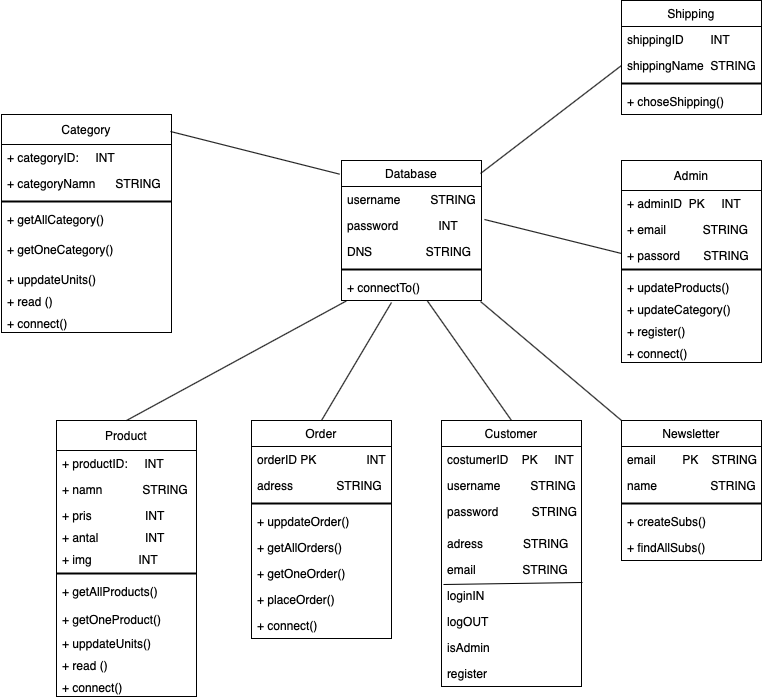 Shipping
shippingID INT
shippingName STRING
+ choseShipping()
Category
+ categoryID: INT
+ categoryNamn STRING
+ getAllCategory()
+ getOneCategory()
+ uppdateUnits()
+ read ()
+ connect()
Database
username STRING
password INT
DNS STRING
+ connectTo()
Admin
+ adminID PK INT
+ email STRING
+ passord STRING
+ updateProducts()
+ updateCategory()
+ register()
+ connect()
Product
+ productID: INT
+ namn STRING
+ pris INT
+ antal INT
+ img INT
+ getAllProducts()
+ getOneProduct()
+ uppdateUnits()
+ read ()
+ connect()
Order
orderID PK INT
adress STRING
+ uppdateOrder()
+ getAllOrders()
+ getOneOrder()
+ placeOrder()
+ connect()
Customer
costumerID PK INT
username STRING
password STRING
adress STRING
email STRING
loginIN
logOUT
isAdmin
register
Newsletter
email PK STRING
name STRING
+ createSubs()
+ findAllSubs()